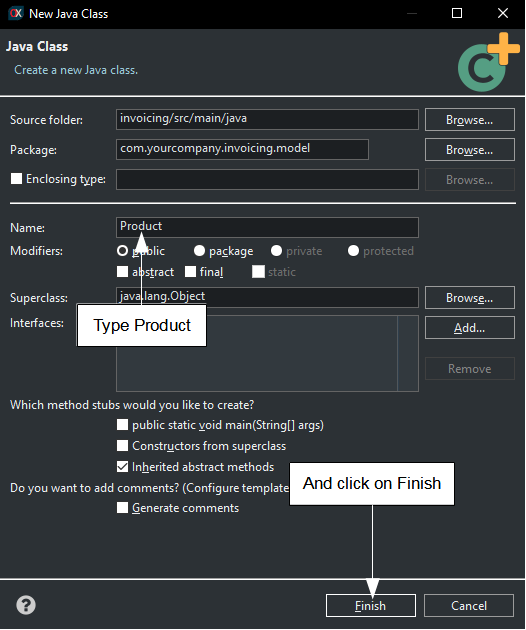 New Java Class
Java Class
Create a new Java class.
Source folder: invoicing/src/main/java Browse...
Package: com.yourcompany.invoicing.model Browse...
Enclosing type: Browse...
Name: Product
Modifiers: public package private protected
abstract final static
Superclass: java.lang.Object Browse...
Type Product
Interfaces: Add...
Remove
Which method stubs would you like to create?
public static void main(String[] args)
Constructors from superclass
Inherited abstract methods
Do you want to add comments? (Configure template
And click on Finish
Generate comments
? Finish Cancel